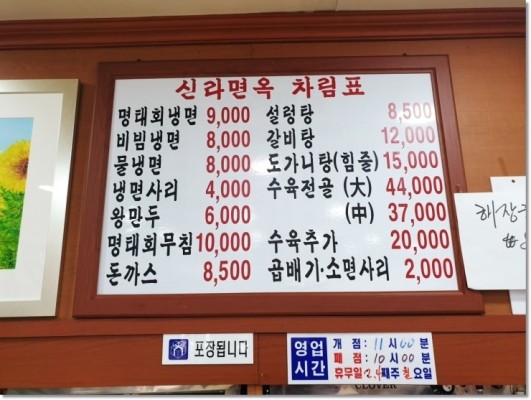 신라면옥 차림표
명태회냉면 9,000
비빔냉면 8,000
물냉면 8,000
냉면사리 4,000
왕만두 6,000
명태회무침 10,000
돈까스 8,500
설렁탕 8,500
갈비탕 12,000
도가니탕(힘줄) 15,000
수육전골 (大) 44,000
(中) 37,000
수육추가 20,000
곱배기·소면사리 2,000
해장
포장됩니다
영업시간
개 점: 11시00분
폐 점: 10시00분
휴무일 2.4째주 월요일
CLOVER